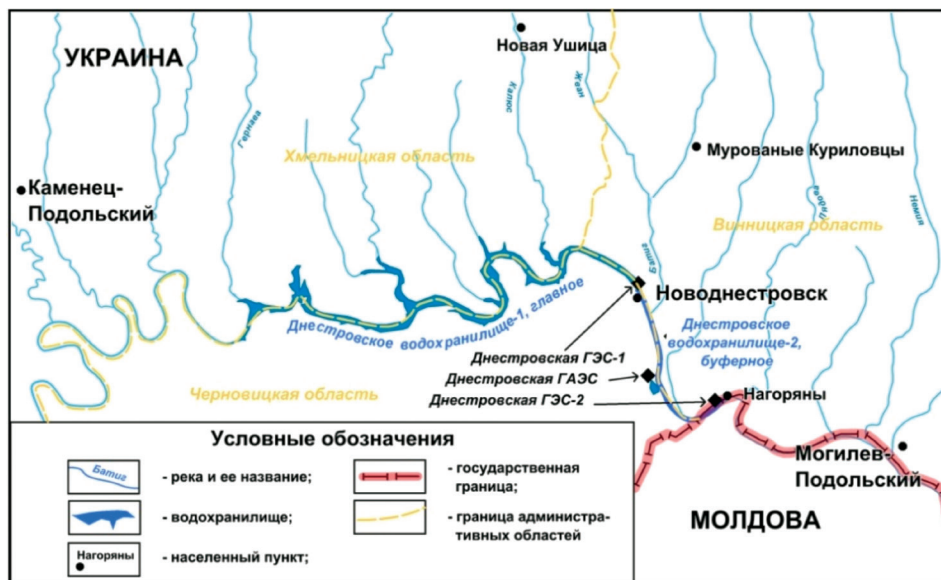 УКРАИНА
Новая Ушица
Калюс
Жван
Тернава
Хмельницкая область
Мурованые Куриловцы
Каменец-
Подольский
Немия
Винницкая область
Батиг
Новоднестровск
Днестровское водохранилище-1, главное
Днестровское
водохранилище-2,
буферное
Днестровская ГЭС-1
Днестровская ГАЭС
Днестровская ГЭС-2
Черновицкая область
Нагоряны
Могилев-
Подольский
МОЛДОВА
Условные обозначения
Батиг
- река и ее название;
- водохранилище;
Нагоряны
- населенный пункт;
- государственная
граница;
- граница администра-
тивных областей